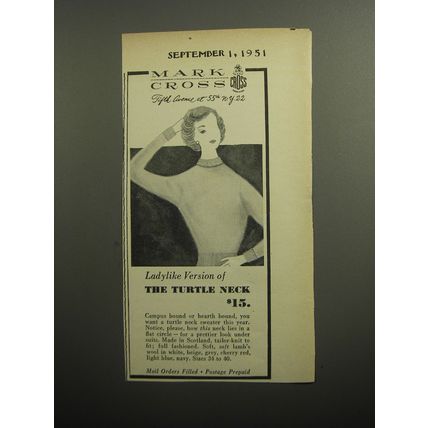 SEPTEMBER 1, 1951
MARK
CROSS
CROSS
Fifth Avenue at 55th N.Y. 22
Ladylike Version of
THE TURTLE NECK
$15.
Campus bound or hearth bound, you
want a turtle neck sweater this year.
Notice, please, how this neck lies in a
flat circle—for a prettier look under
suits. Made in Scotland, tailor-knit to
fit; full fashioned. Soft, soft lamb's
wool in white, beige, grey, cherry red,
light blue, navy. Sizes 34 to 40.
Mail Orders Filled • Postage Prepaid